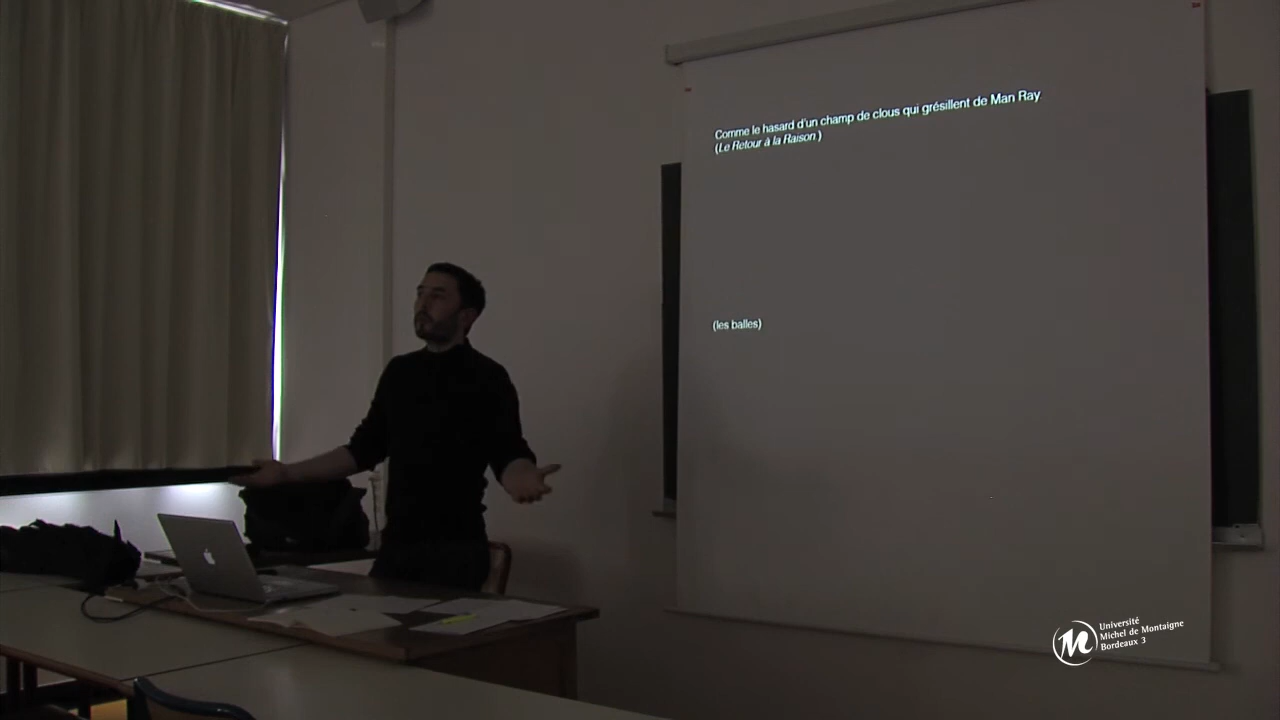 Comme le hasard d'un champ de clous qui grésillent de Man Ray.
(Le Retour à la Raison.)
(les balles)
Université
Michel de Montaigne
Bordeaux 3